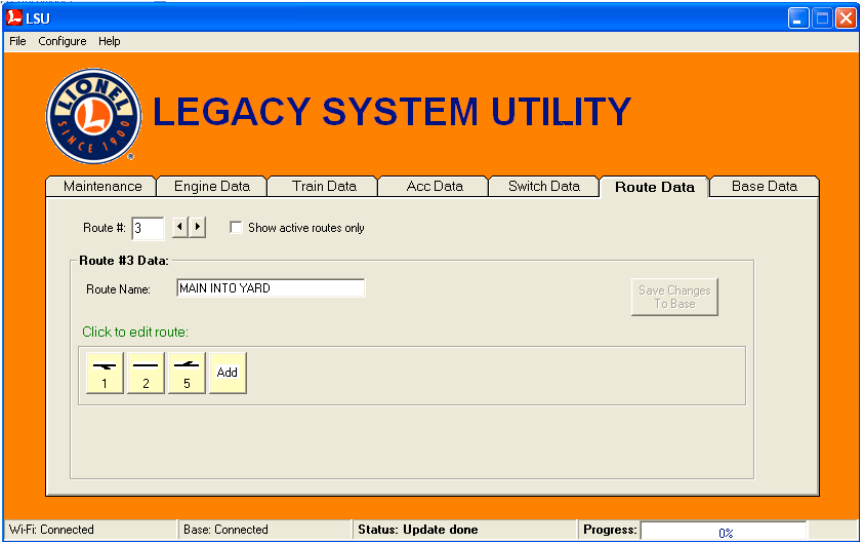 LSU
File Configure Help
LIONEL
L
SINCE 1900
LEGACY SYSTEM UTILITY
Maintenance Engine Data Train Data Acc Data Switch Data Route Data Base Data
Route #: 3 Show active routes only
Route #3 Data:
Route Name: MAIN INTO YARD
Save Changes
To Base
Click to edit route:
1 2 5 Add
Wi-Fi: Connected Base: Connected Status: Update done Progress: 0%